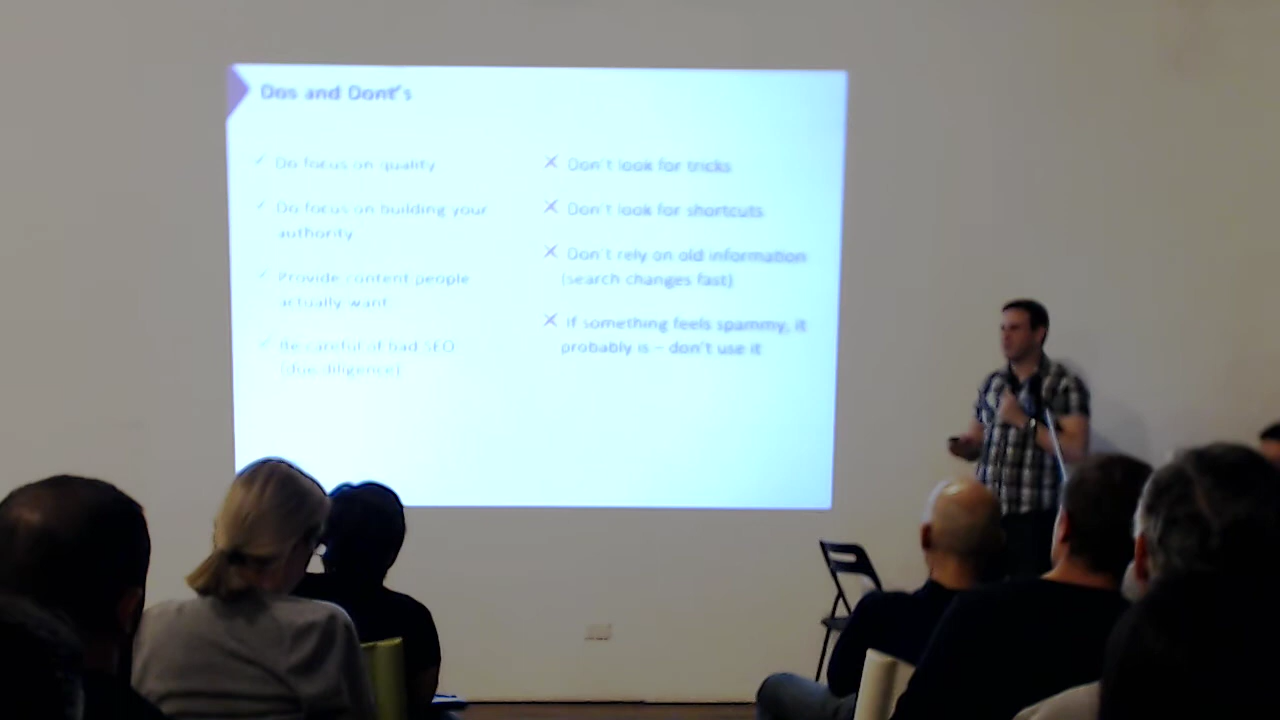 Dos and Dont's
Do focus on quality
Do focus on building your
authority
Provide content people
actually want
Be careful of bad SEO
(due diligence)
Don't look for tricks
Don't look for shortcuts
Don't rely on old information
(search changes fast)
If something feels spammy, it
probably is – don't use it